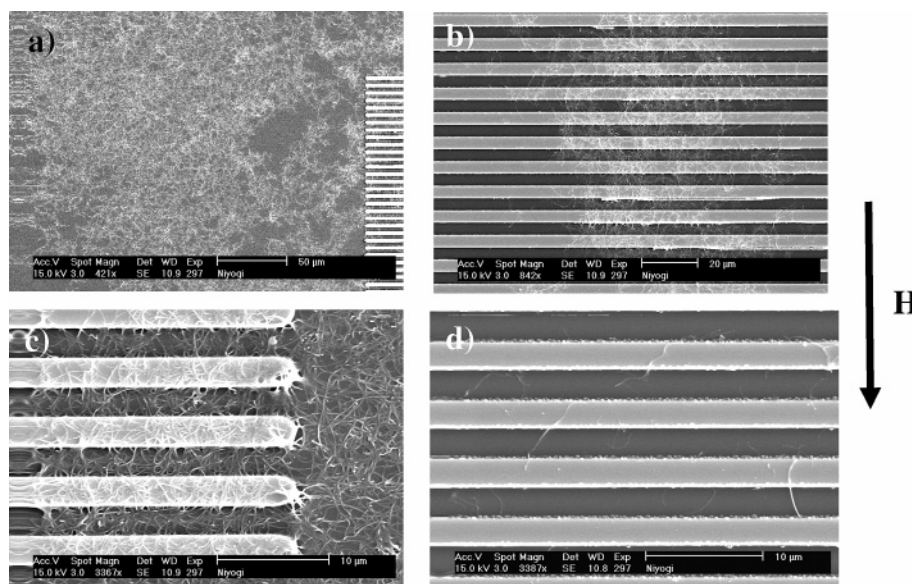 a)
Acc.V Spot Magn Det WD Exp 50 µm
15.0 kV 3.0 421x SE 10.9 297 Niyogi
b)
Acc.V Spot Magn Det WD Exp 20 µm
15.0 kV 3.0 842x SE 10.9 297 Niyogi
H
c)
Acc.V Spot Magn Det WD Exp 10 µm
15.0 kV 3.0 3367x SE 10.9 297 Niyogi
d)
Acc.V Spot Magn Det WD Exp 10 µm
15.0 kV 3.0 3387x SE 10.8 297 Niyogi